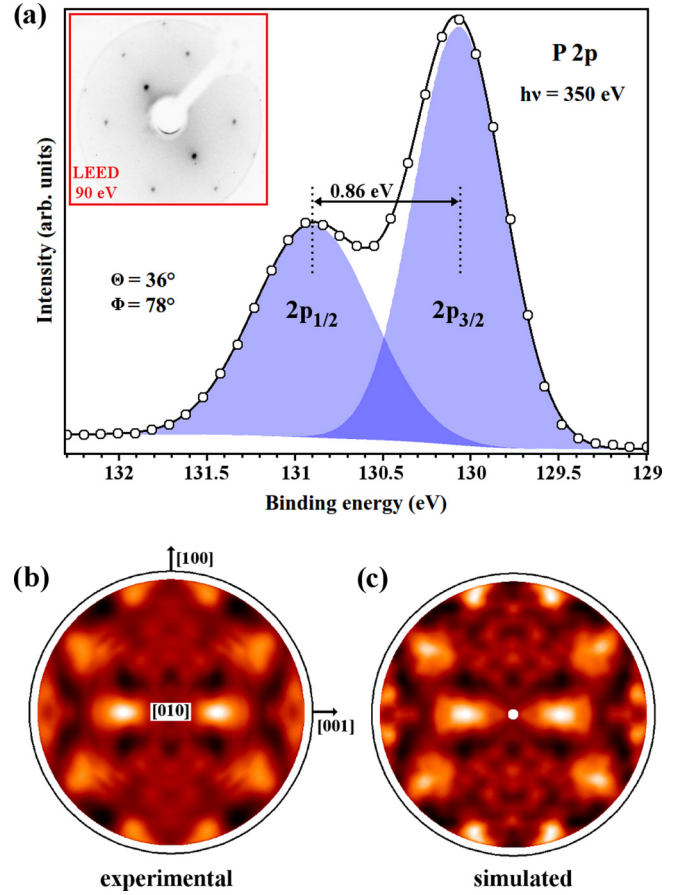 (a)
P 2p
hν = 350 eV
LEED
90 eV
0.86 eV
Θ = 36°
Φ = 78°
2p1/2
2p3/2
Intensity (arb. units)
132 131.5 131 130.5 130 129.5 129
Binding energy (eV)
(b)
[100]
(c)
[010]
[001]
experimental
simulated